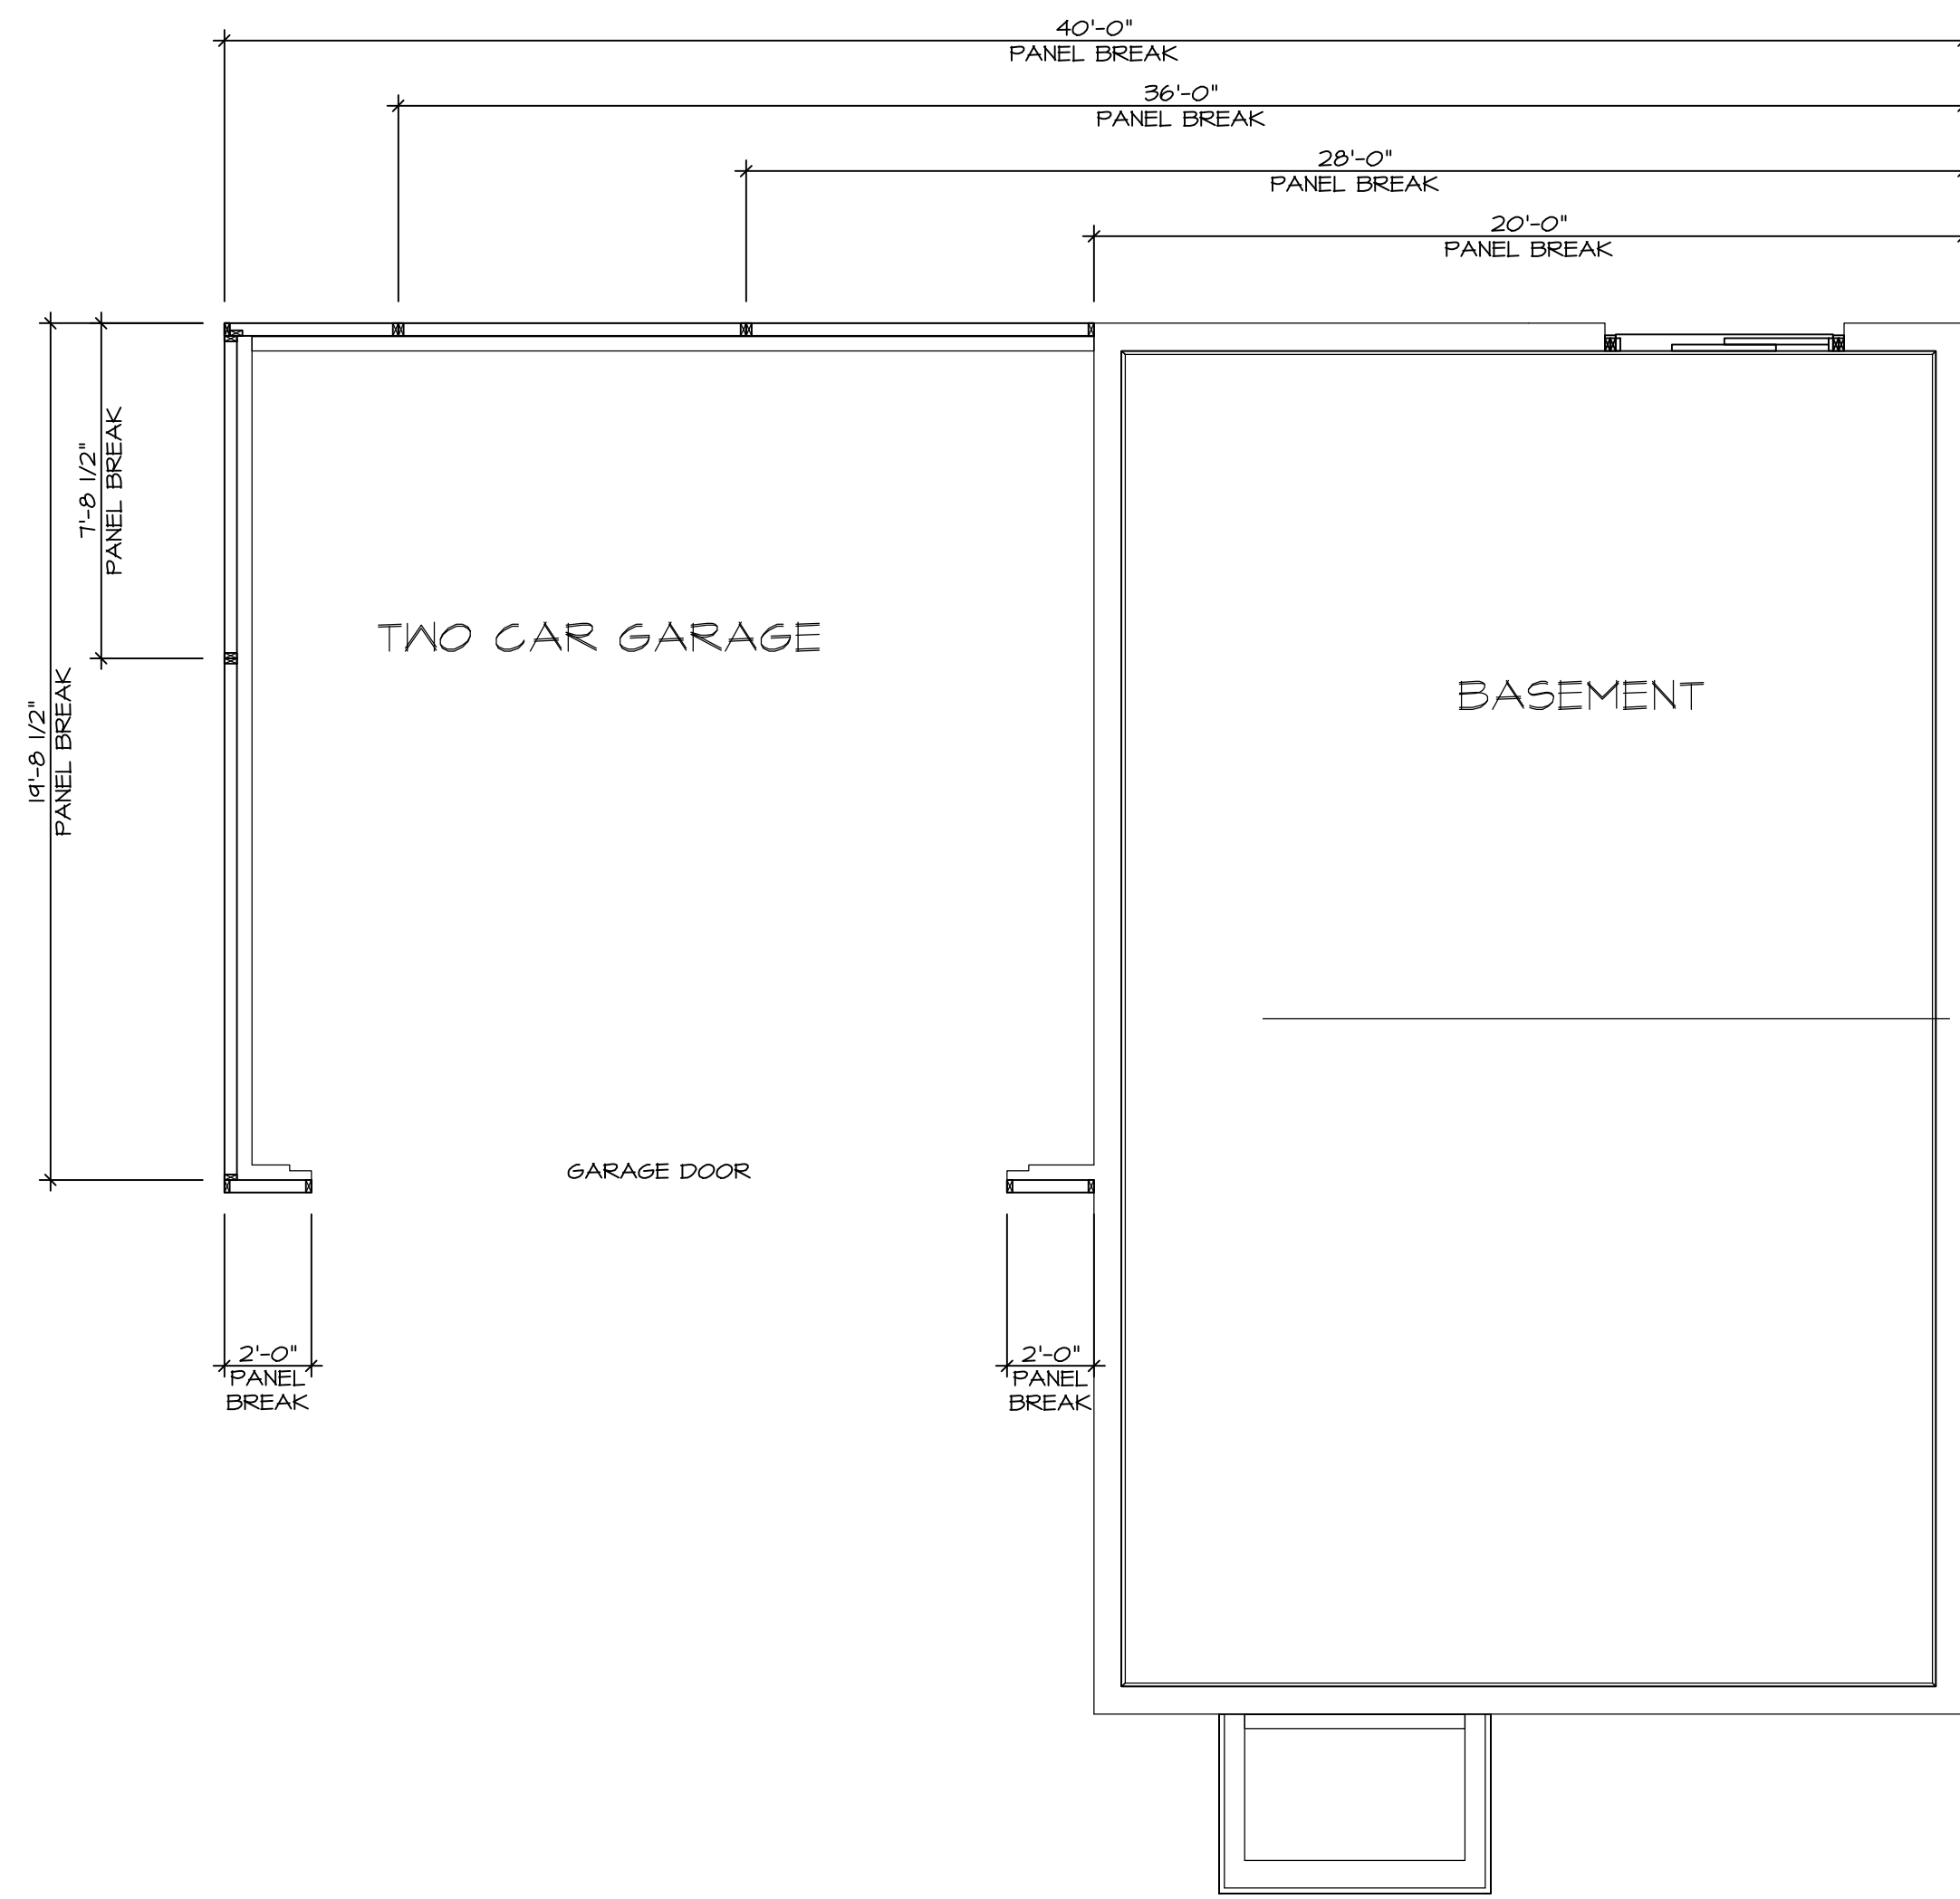 40'-0"
PANEL BREAK
36'-0"
PANEL BREAK
28'-0"
PANEL BREAK
20'-0"
PANEL BREAK
7'-8 1/2"
PANEL BREAK
19'-8 1/2"
PANEL BREAK
TWO CAR GARAGE
BASEMENT
GARAGE DOOR
2'-0"
PANEL
BREAK
2'-0"
PANEL
BREAK